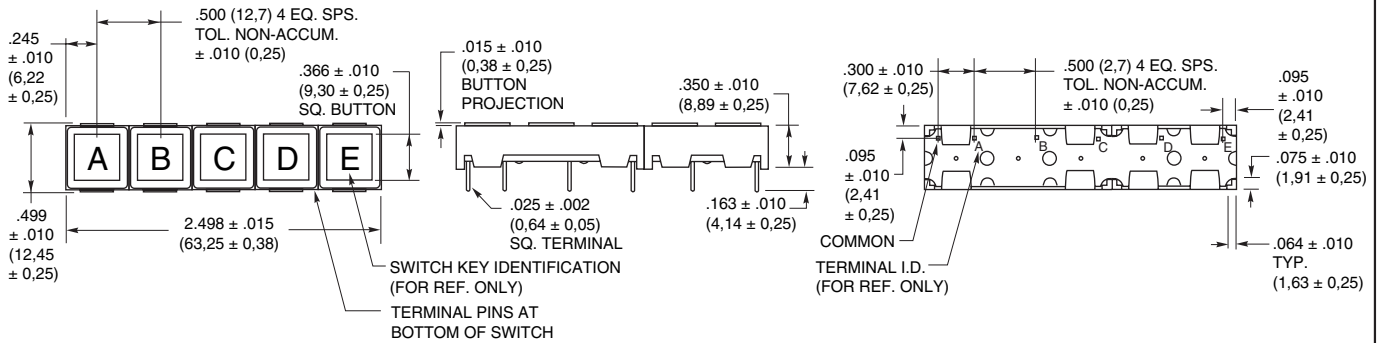 .500 (12,7) 4 EQ. SPS.
TOL. NON-ACCUM.
± .010 (0,25)
.245
± .010
(6,22
± 0,25)
.366 ± .010
(9,30 ± 0,25)
SQ. BUTTON
A B C D E
.499
± .010
(12,45
± 0,25)
2.498 ± .015
(63,25 ± 0,38)
SWITCH KEY IDENTIFICATION
(FOR REF. ONLY)
TERMINAL PINS AT
BOTTOM OF SWITCH
.015 ± .010
(0,38 ± 0,25)
BUTTON
PROJECTION
.350 ± .010
(8,89 ± 0,25)
.025 ± .002
(0,64 ± 0,05)
SQ. TERMINAL
.163 ± .010
(4,14 ± 0,25)
.300 ± .010
(7,62 ± 0,25)
.500 (2,7) 4 EQ. SPS.
TOL. NON-ACCUM.
± .010 (0,25)
.095
± .010
(2,41
± 0,25)
A B C D E
.095
± .010
(2,41
± 0,25)
.075 ± .010
(1,91 ± 0,25)
COMMON
TERMINAL I.D.
(FOR REF. ONLY)
.064 ± .010
TYP.
(1,63 ± 0,25)